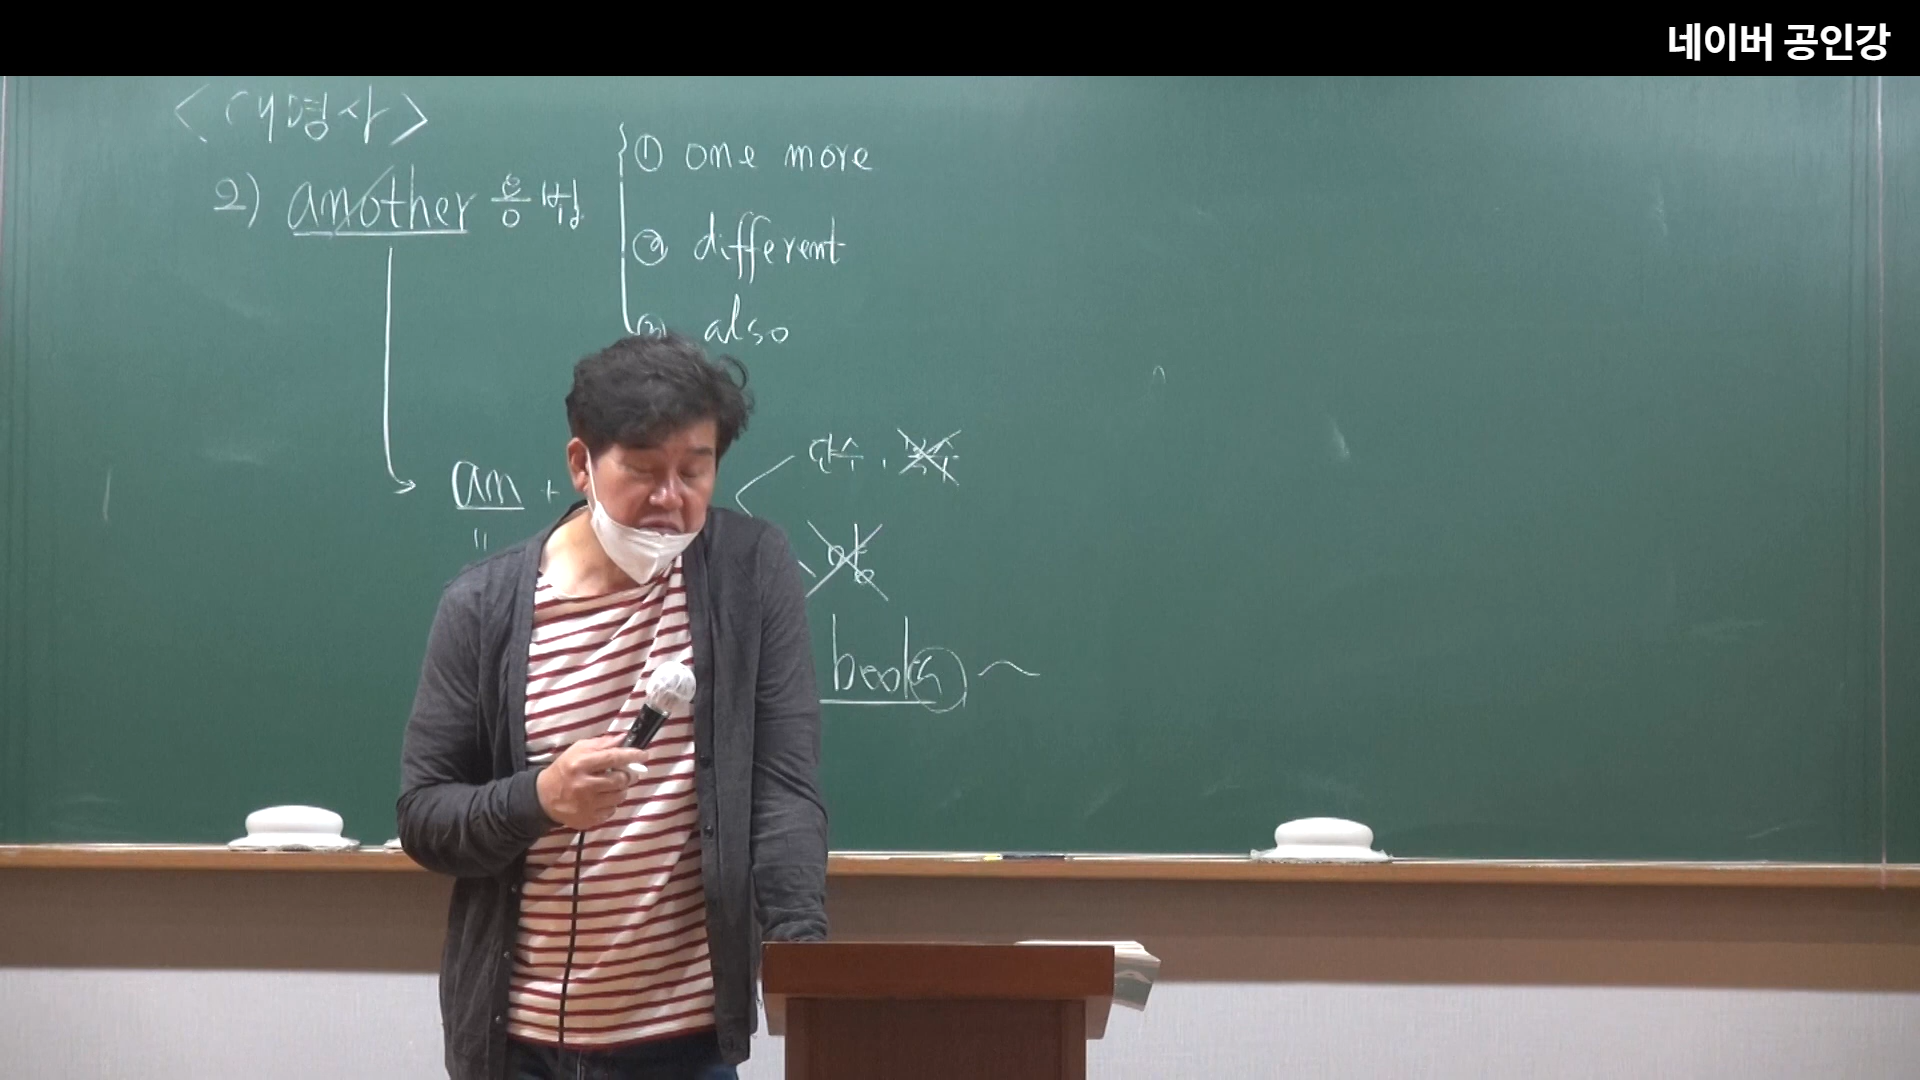 네이버 공인강
<대명사>
2) another 용법
① one more
② different
③ also
an +
단수, 복수
"
양
books ~